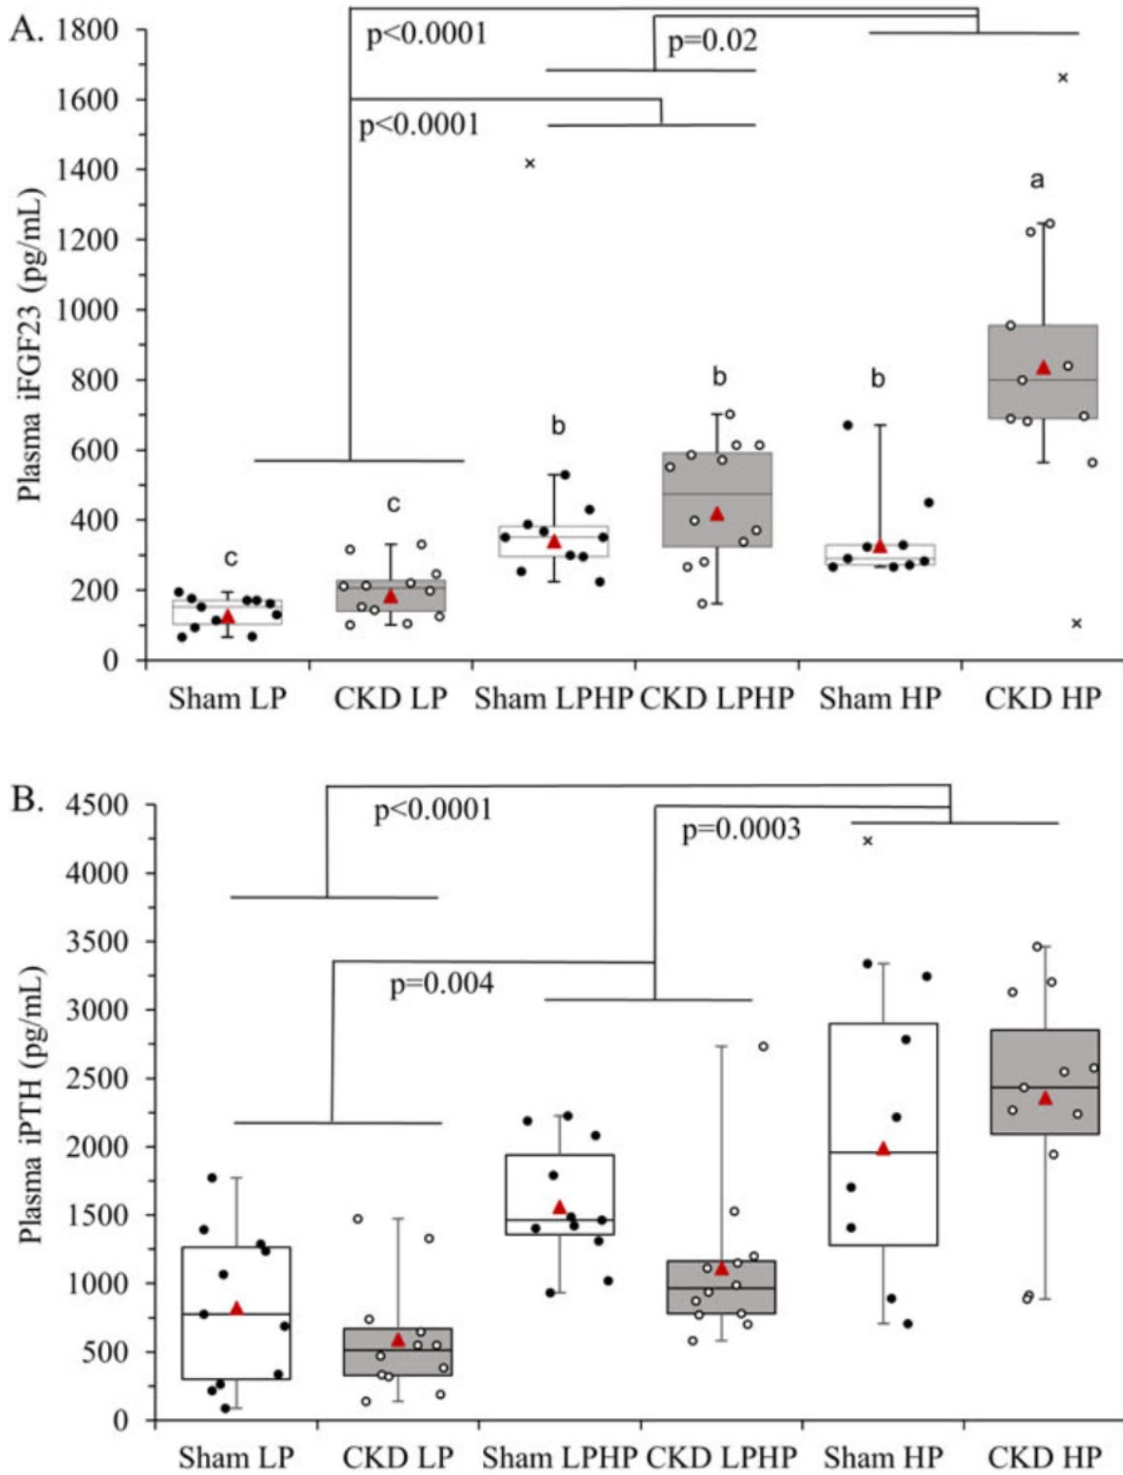 A.
Plasma iFGF23 (pg/mL)
1800
1600
1400
1200
1000
800
600
400
200
0
p<0.0001
p=0.02
p<0.0001
c
c
b
b
b
a
Sham LP
CKD LP
Sham LPHP
CKD LPHP
Sham HP
CKD HP
B.
Plasma iPTH (pg/mL)
4500
4000
3500
3000
2500
2000
1500
1000
500
0
p<0.0001
p=0.0003
p=0.004
Sham LP
CKD LP
Sham LPHP
CKD LPHP
Sham HP
CKD HP